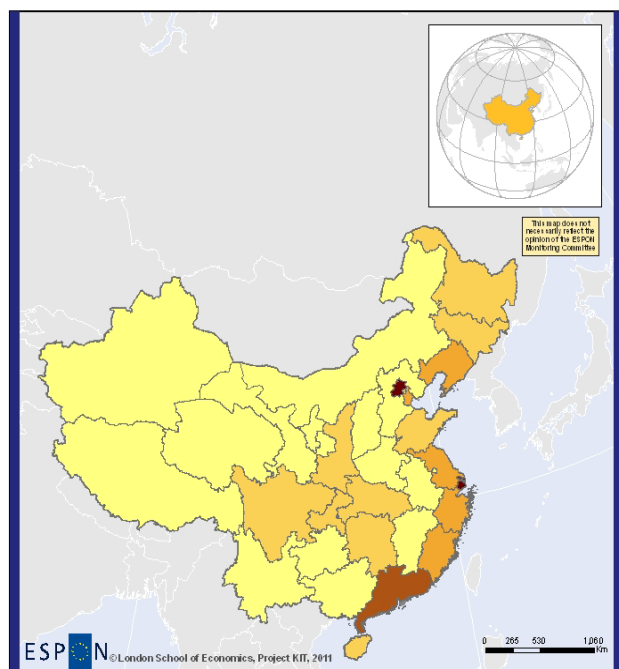 This map does not
necessarily reflect the
opinion of the ESPON
Monitoring Committee
ESPON
©London School of Economics, Project KIT, 2011
0 265 530 1,060
Km